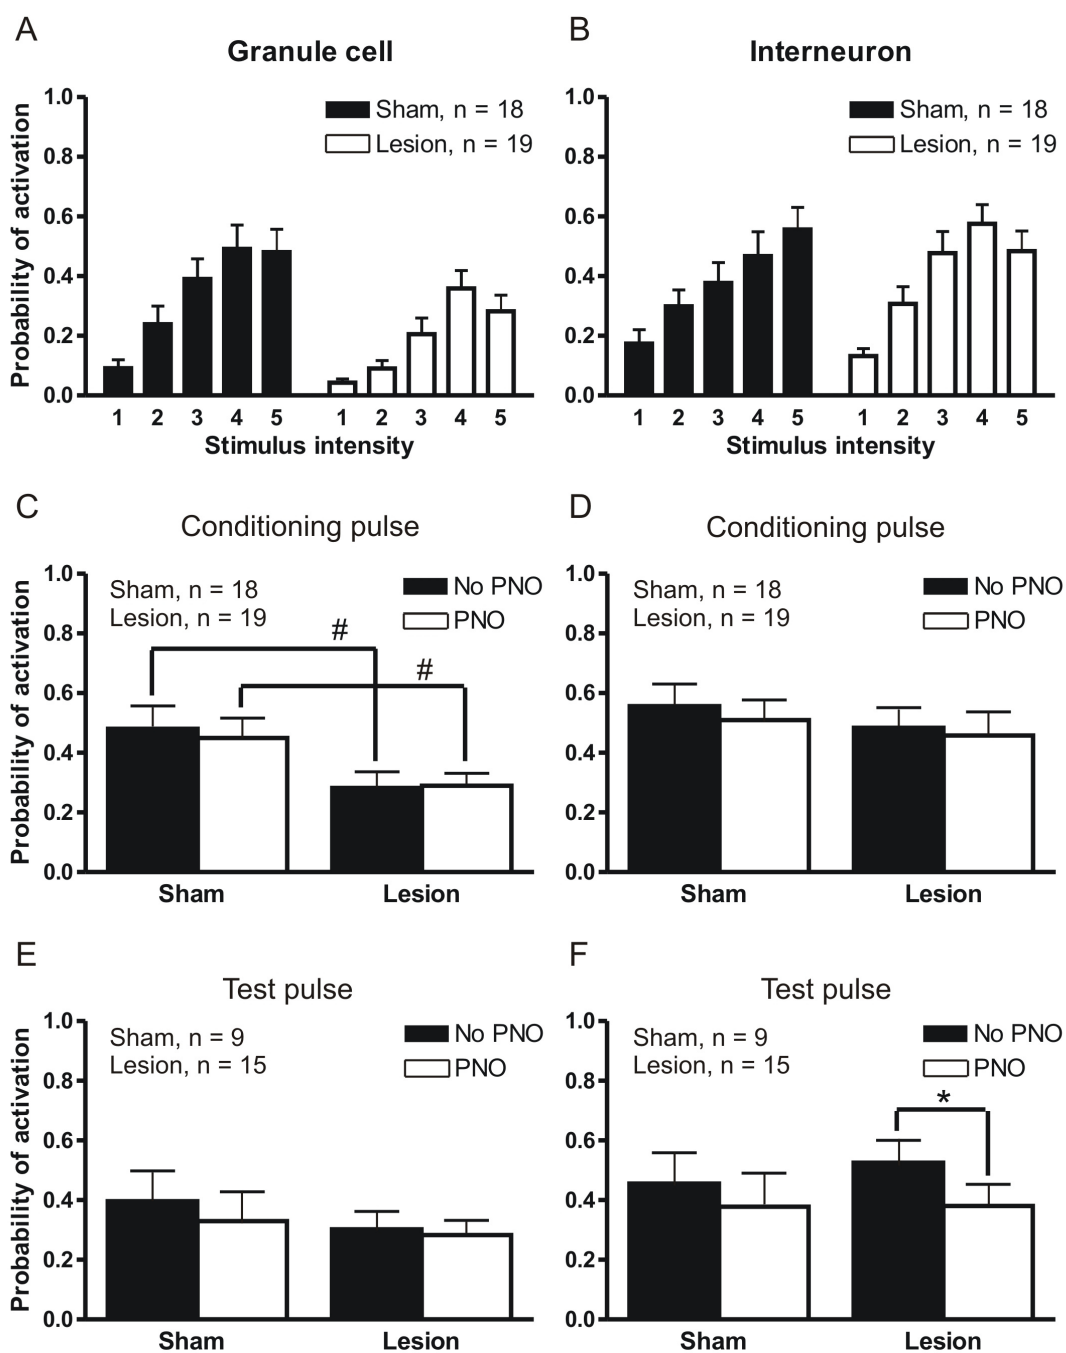 A
Granule cell
Probability of activation
1.0
0.8
0.6
0.4
0.2
0.0
Sham, n = 18
Lesion, n = 19
1 2 3 4 5 1 2 3 4 5
Stimulus intensity
B
Interneuron
1.0
0.8
0.6
0.4
0.2
0.0
Sham, n = 18
Lesion, n = 19
1 2 3 4 5 1 2 3 4 5
Stimulus intensity
C
Conditioning pulse
Probability of activation
1.0
0.8
0.6
0.4
0.2
0.0
Sham, n = 18
Lesion, n = 19
No PNO
PNO
#
#
Sham Lesion
D
Conditioning pulse
1.0
0.8
0.6
0.4
0.2
0.0
Sham, n = 18
Lesion, n = 19
No PNO
PNO
Sham Lesion
E
Test pulse
Probability of activation
1.0
0.8
0.6
0.4
0.2
0.0
Sham, n = 9
Lesion, n = 15
No PNO
PNO
Sham Lesion
F
Test pulse
1.0
0.8
0.6
0.4
0.2
0.0
Sham, n = 9
Lesion, n = 15
No PNO
PNO
*
Sham Lesion